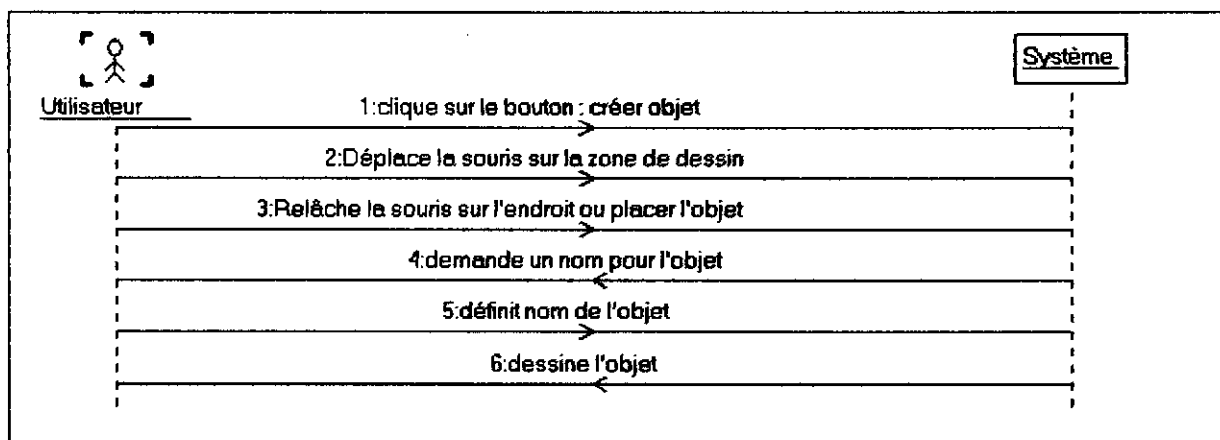 Système
Utilisateur
1:clique sur le bouton : créer objet
2:Déplace la souris sur la zone de dessin
3:Relâche la souris sur l'endroit ou placer l'objet
4:demande un nom pour l'objet
5:définit nom de l'objet
6:dessine l'objet